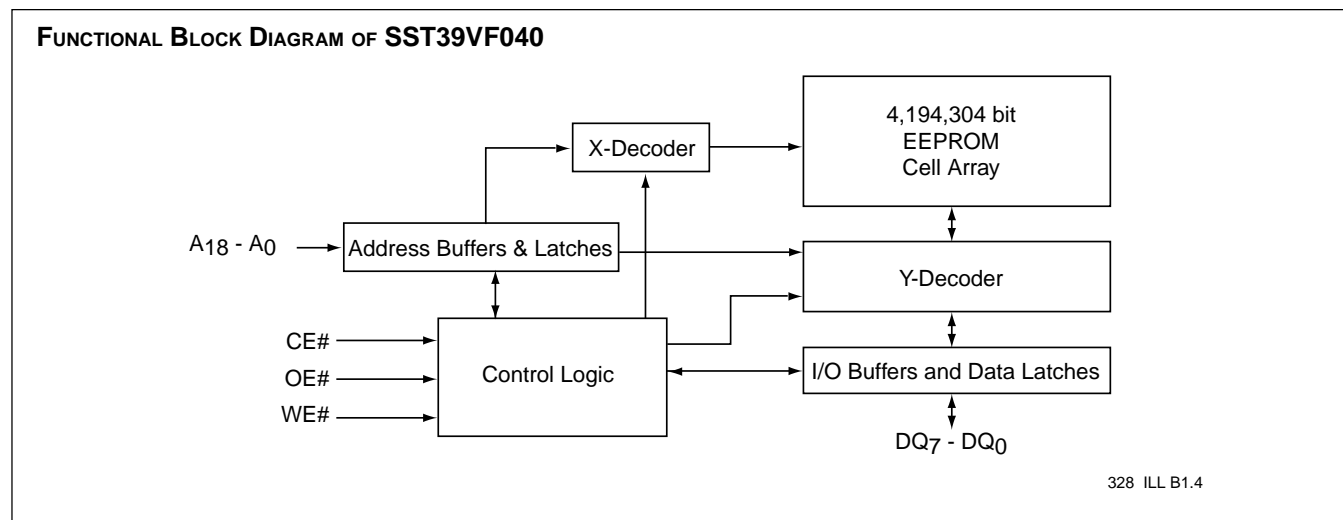 FUNCTIONAL BLOCK DIAGRAM OF SST39VF040
4,194,304 bit
EEPROM
Cell Array
X-Decoder
A18 - A0
Address Buffers & Latches
Y-Decoder
CE#
OE#
WE#
Control Logic
I/O Buffers and Data Latches
DQ7 - DQ0
328 ILL B1.4